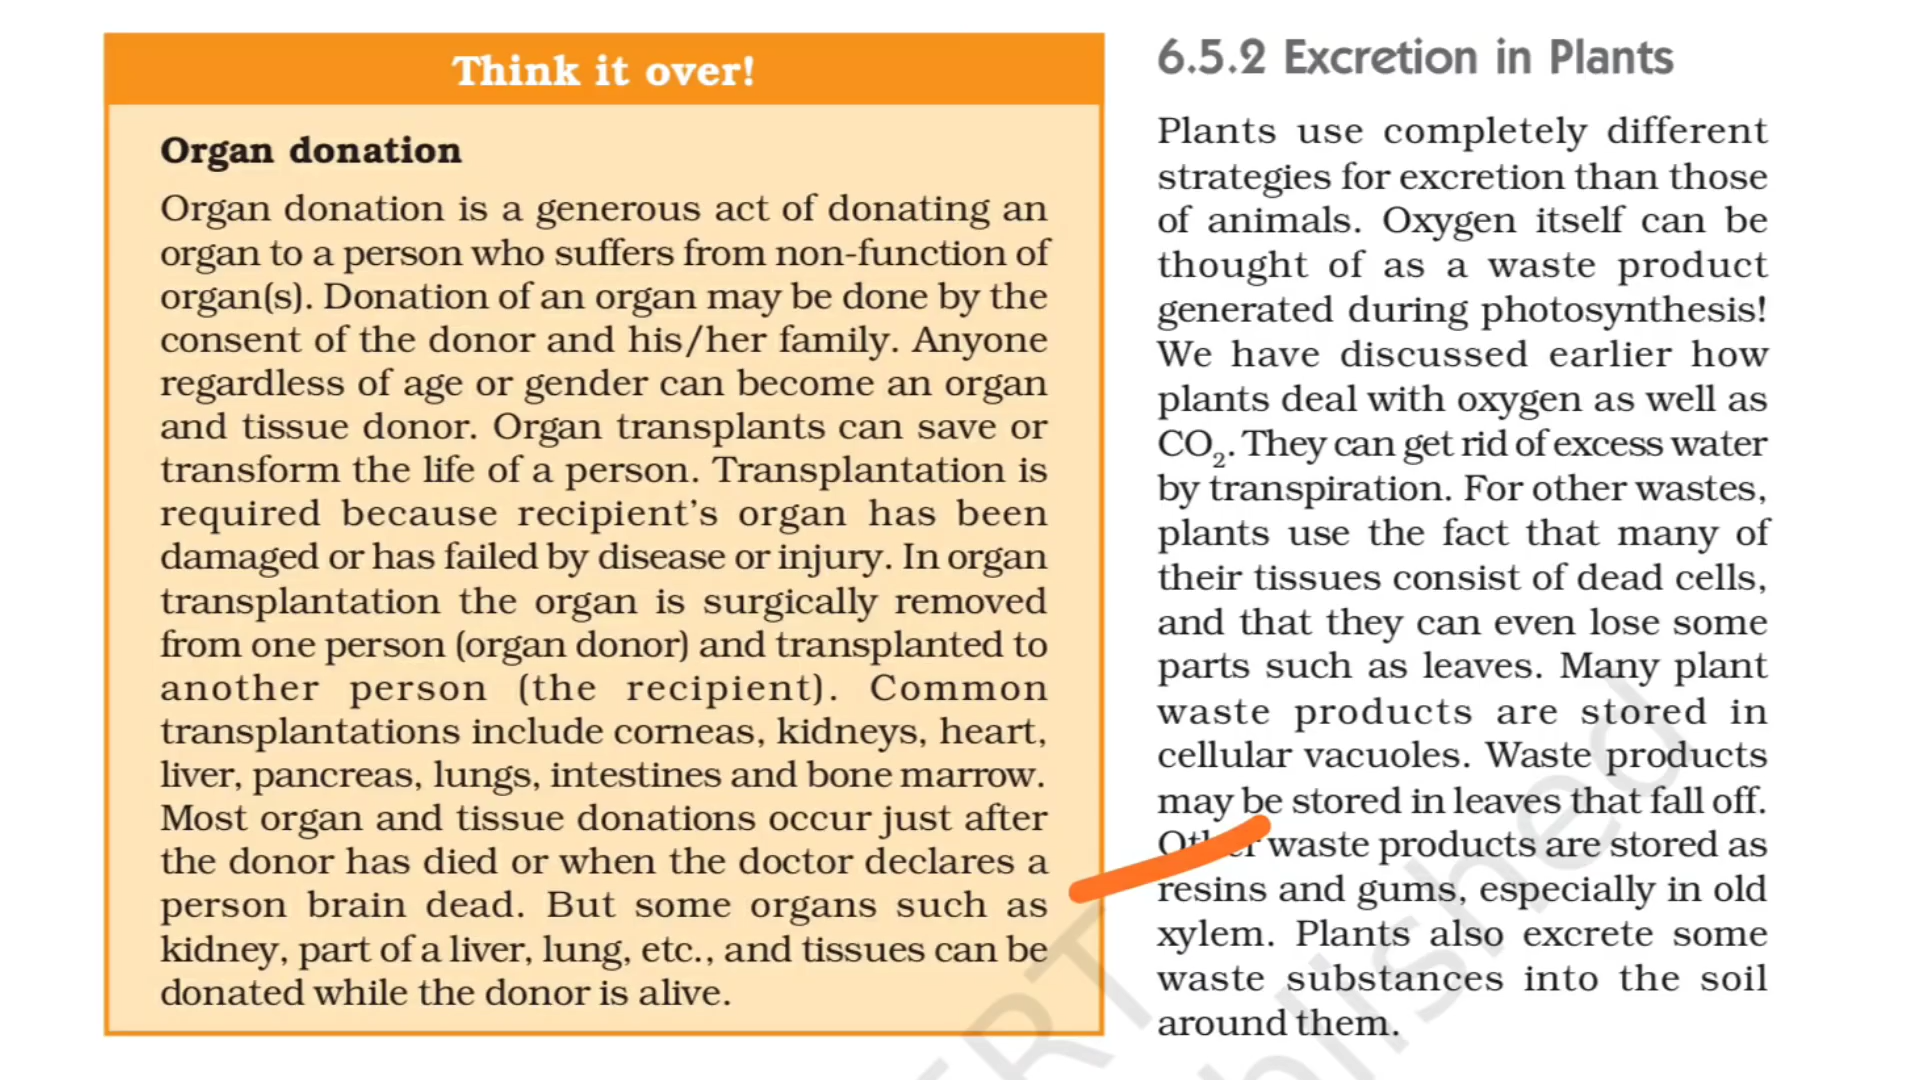 Think it over!
Organ donation
Organ donation is a generous act of donating an
organ to a person who suffers from non-function of
organ(s). Donation of an organ may be done by the
consent of the donor and his/her family. Anyone
regardless of age or gender can become an organ
and tissue donor. Organ transplants can save or
transform the life of a person. Transplantation is
required because recipient's organ has been
damaged or has failed by disease or injury. In organ
transplantation the organ is surgically removed
from one person (organ donor) and transplanted to
another person (the recipient). Common
transplantations include corneas, kidneys, heart,
liver, pancreas, lungs, intestines and bone marrow.
Most organ and tissue donations occur just after
the donor has died or when the doctor declares a
person brain dead. But some organs such as
kidney, part of a liver, lung, etc., and tissues can be
donated while the donor is alive.
6.5.2 Excretion in Plants
Plants use completely different
strategies for excretion than those
of animals. Oxygen itself can be
thought of as a waste product
generated during photosynthesis!
We have discussed earlier how
plants deal with oxygen as well as
CO₂. They can get rid of excess water
by transpiration. For other wastes,
plants use the fact that many of
their tissues consist of dead cells,
and that they can even lose some
parts such as leaves. Many plant
waste products are stored in
cellular vacuoles. Waste products
may be stored in leaves that fall off.
Other waste products are stored as
resins and gums, especially in old
xylem. Plants also excrete some
waste substances into the soil
around them.